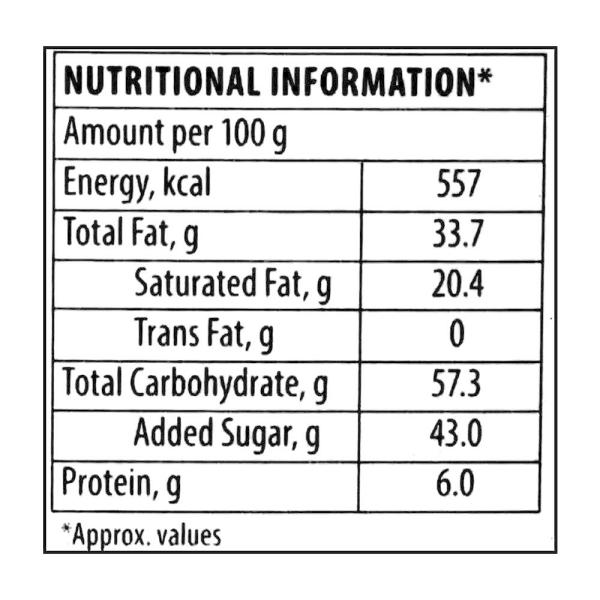 NUTRITIONAL INFORMATION*
Amount per 100 g
Energy, kcal 557
Total Fat, g 33.7
Saturated Fat, g 20.4
Trans Fat, g 0
Total Carbohydrate, g 57.3
Added Sugar, g 43.0
Protein, g 6.0
*Approx. values